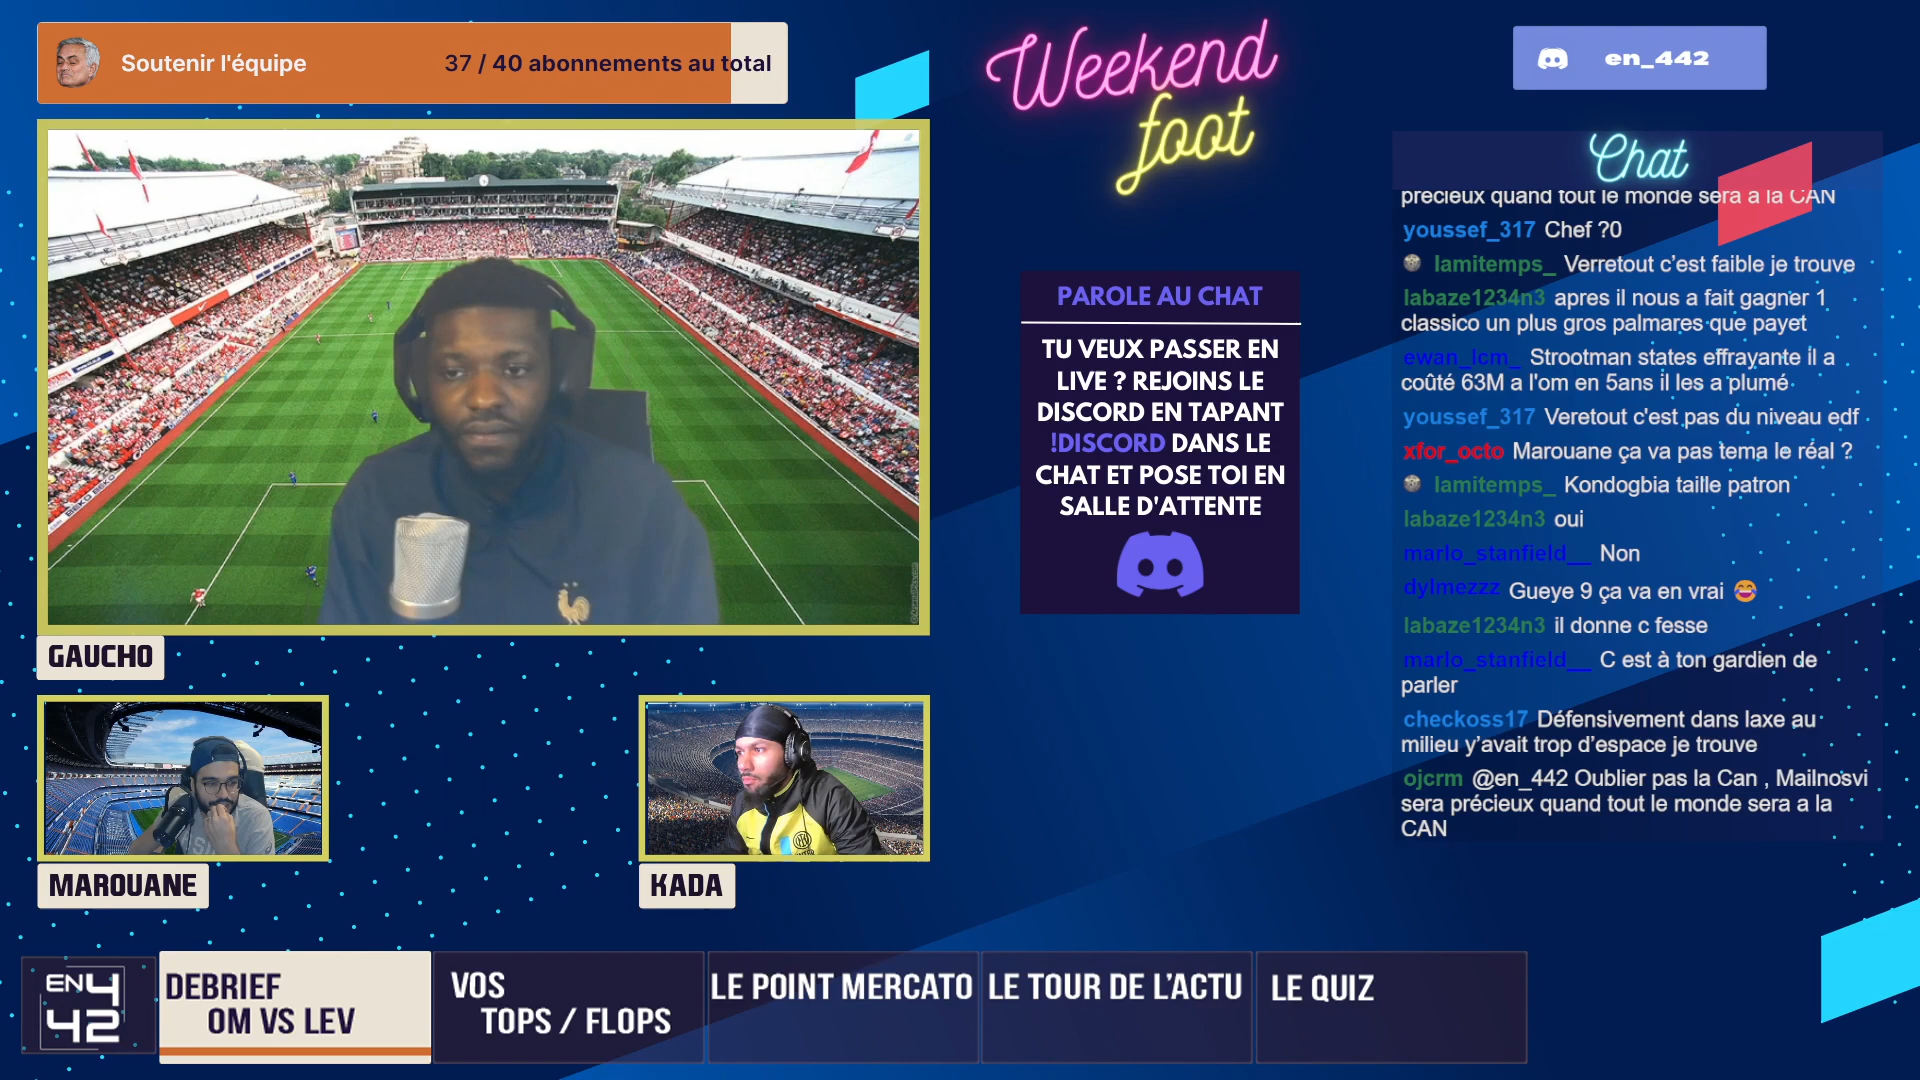 Soutenir l'équipe
37 / 40 abonnements au total
Weekend
foot
en_442
GAUCHO
MAROUANE
KADA
PAROLE AU CHAT
TU VEUX PASSER EN
LIVE ? REJOINS LE
DISCORD EN TAPANT
!DISCORD DANS LE
CHAT ET POSE TOI EN
SALLE D'ATTENTE
Chat
précieux quand tout le monde sera a la CAN
youssef_317 Chef ?0
lamitemps_ Verretout c’est faible je trouve
labaze1234n3 apres il nous a fait gagner 1
classico un plus gros palmares que payet
ewan_lcm_ Strootman states effrayante il a
coûté 63M a l'om en 5ans il les a plumé
youssef_317 Veretout c'est pas du niveau edf
xfor_octo Marouane ça va pas tema le réal ?
lamitemps_ Kondogbia taille patron
labaze1234n3 oui
marlo_stanfield__ Non
dylmezzz Gueye 9 ça va en vrai 😂
labaze1234n3 il donne c fesse
marlo_stanfield__ C est à ton gardien de
parler
checkoss17 Défensivement dans laxe au
milieu y’avait trop d’espace je trouve
ojcrm @en_442 Oublier pas la Can , Mailnosvi
sera précieux quand tout le monde sera a la
CAN
EN 4
42
DEBRIEF
OM VS LEV
VOS
TOPS / FLOPS
LE POINT MERCATO
LE TOUR DE L’ACTU
LE QUIZ